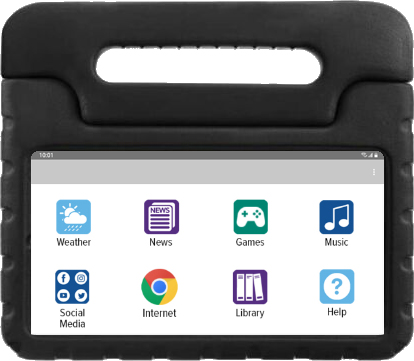 10:01
NEWS
Weather News Games Music
Social Internet Library Help
Media